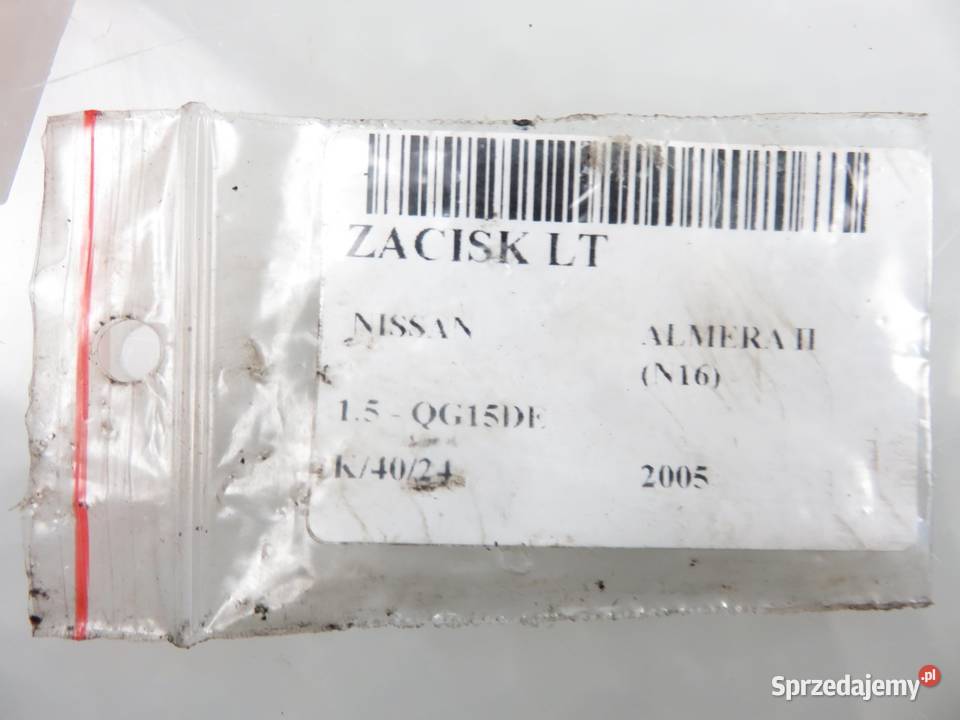 ZACISK LT
NISSAN ALMERA II
(N16)
1.5 - QG15DE
K/40/24 2005
Sprzedajemy.pl